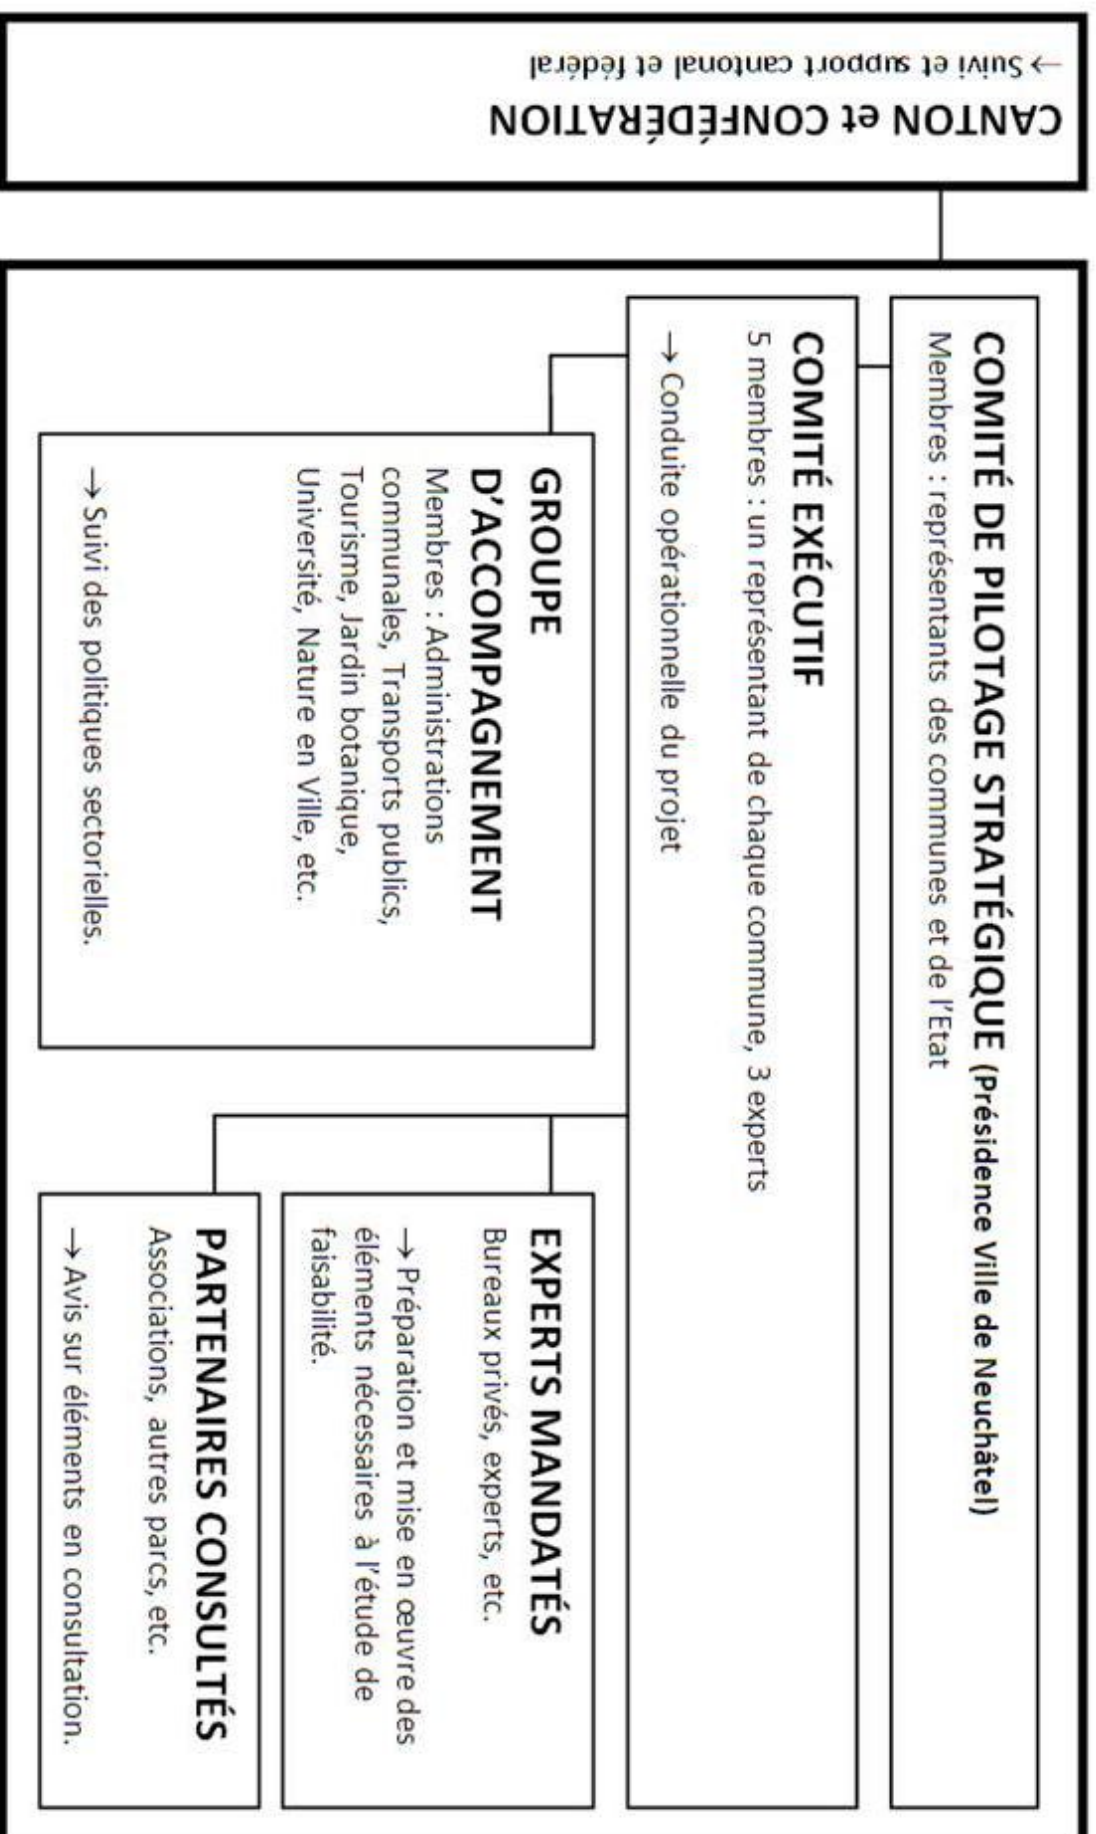 CANTON et CONFÉDÉRATION
→ Suivi et support cantonal et fédéral
COMITÉ DE PILOTAGE STRATÉGIQUE (Présidence Ville de Neuchâtel)
Membres : représentants des communes et de l'Etat
COMITÉ EXÉCUTIF
5 membres : un représentant de chaque commune, 3 experts
→ Conduite opérationnelle du projet
GROUPE
D'ACCOMPAGNEMENT
Membres : Administrations
communales, Transports publics,
Tourisme, Jardin botanique,
Université, Nature en Ville, etc.
→ Suivi des politiques sectorielles.
EXPERTS MANDATÉS
Bureaux privés, experts, etc.
→ Préparation et mise en œuvre des
éléments nécessaires à l'étude de
faisabilité.
PARTENAIRES CONSULTÉS
Associations, autres parcs, etc.
→ Avis sur éléments en consultation.